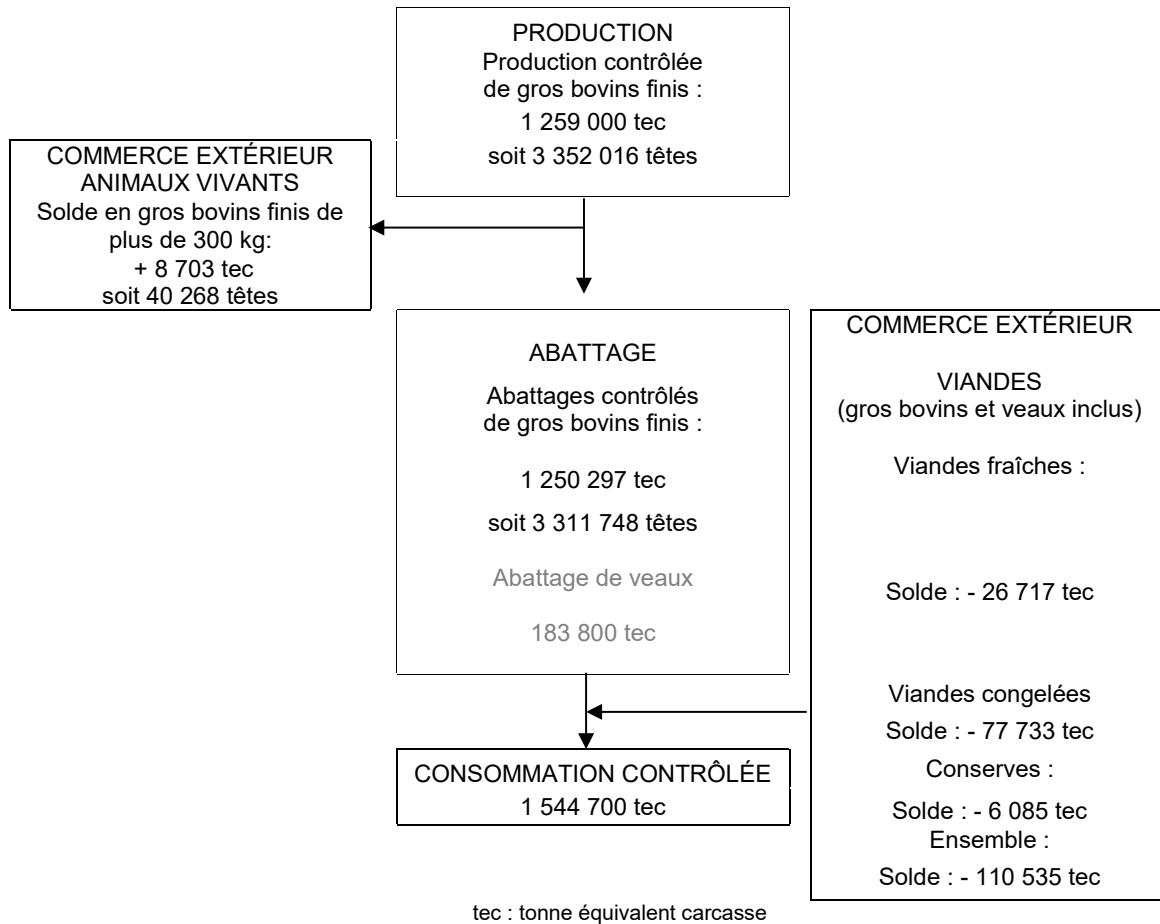 PRODUCTION
Production contrôlée
de gros bovins finis :
1 259 000 tec
soit 3 352 016 têtes
COMMERCE EXTÉRIEUR
ANIMAUX VIVANTS
Solde en gros bovins finis de
plus de 300 kg:
+ 8 703 tec
soit 40 268 têtes
ABATTAGE
Abattages contrôlés
de gros bovins finis :
1 250 297 tec
soit 3 311 748 têtes
Abattage de veaux
183 800 tec
COMMERCE EXTÉRIEUR
VIANDES
(gros bovins et veaux inclus)
Viandes fraîches :
Solde : - 26 717 tec
Viandes congelées
Solde : - 77 733 tec
Conserves :
Solde : - 6 085 tec
Ensemble :
Solde : - 110 535 tec
CONSOMMATION CONTRÔLÉE
1 544 700 tec
tec : tonne équivalent carcasse